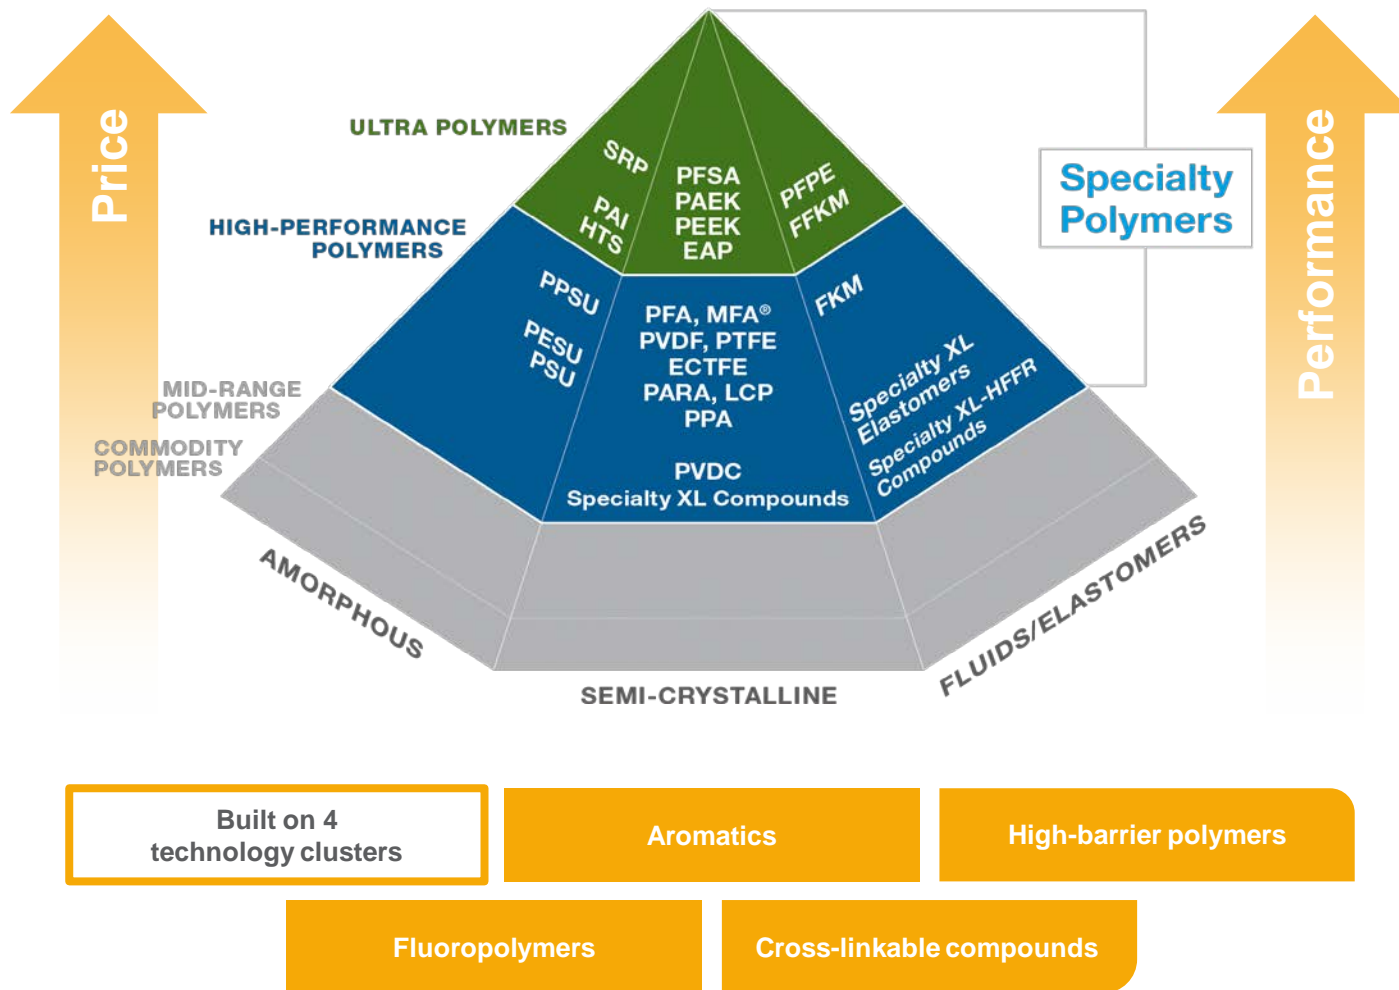 Price
Performance
ULTRA POLYMERS
HIGH-PERFORMANCE
POLYMERS
MID-RANGE
POLYMERS
COMMODITY
POLYMERS
SRP
PAI
HTS
PFSA
PAEK
PEEK
EAP
PFPE
FFKM
Specialty
Polymers
PPSU
PESU
PSU
PFA, MFA®
PVDF, PTFE
ECTFE
PARA, LCP
PPA
PVDC
Specialty XL Compounds
FKM
Specialty XL
Elastomers
Specialty XL-HFFR
Compounds
AMORPHOUS
SEMI-CRYSTALLINE
FLUIDS/ELASTOMERS
Built on 4
technology clusters
Aromatics
High-barrier polymers
Fluoropolymers
Cross-linkable compounds